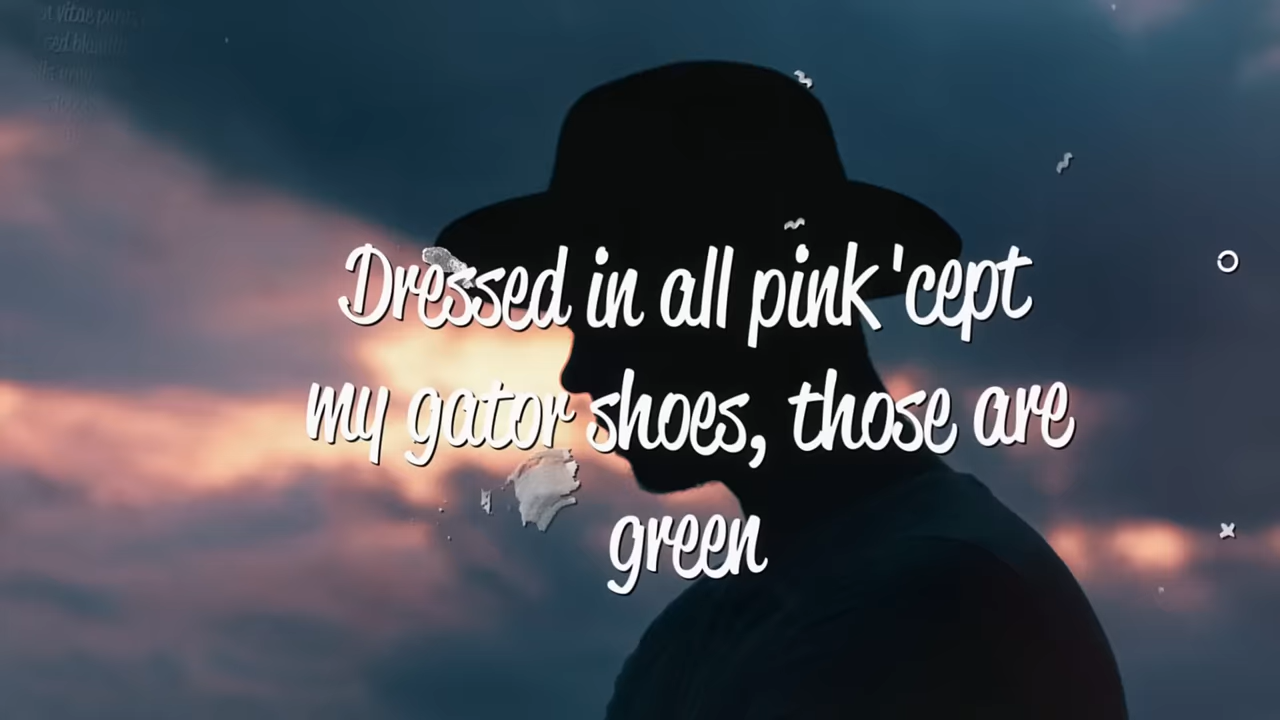 Dressed in all pink 'cept
my gator shoes, those are
green